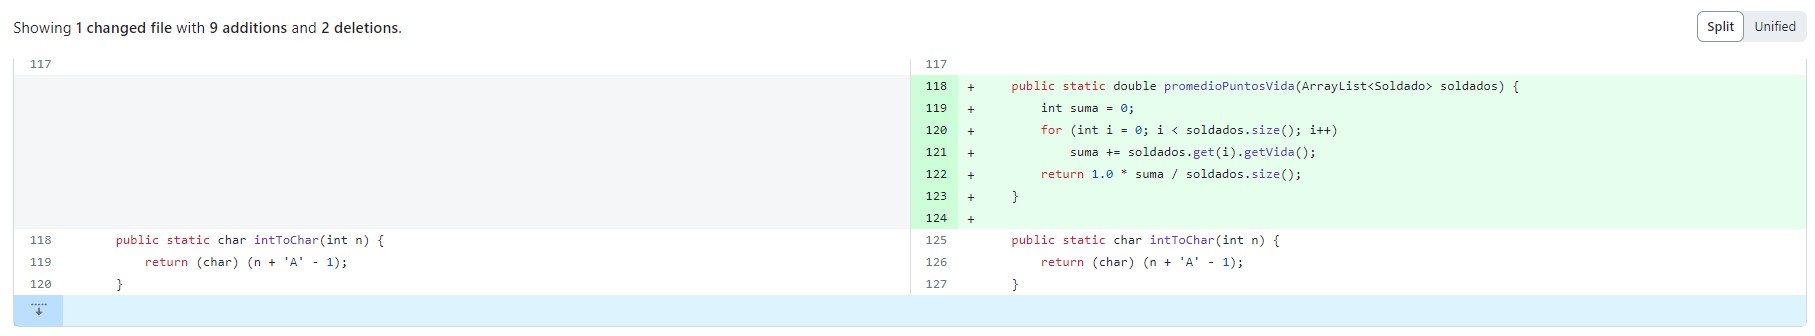 Showing 1 changed file with 9 additions and 2 deletions.
Split Unified
117 117
118 + public static double promedioPuntosVida(ArrayList<Soldado> soldados) {
119 + int suma = 0;
120 + for (int i = 0; i < soldados.size(); i++)
121 + suma += soldados.get(i).getVida();
122 + return 1.0 * suma / soldados.size();
123 + }
124 +
118 public static char intToChar(int n) { 125 public static char intToChar(int n) {
119 return (char) (n + 'A' - 1); 126 return (char) (n + 'A' - 1);
120 } 127 }